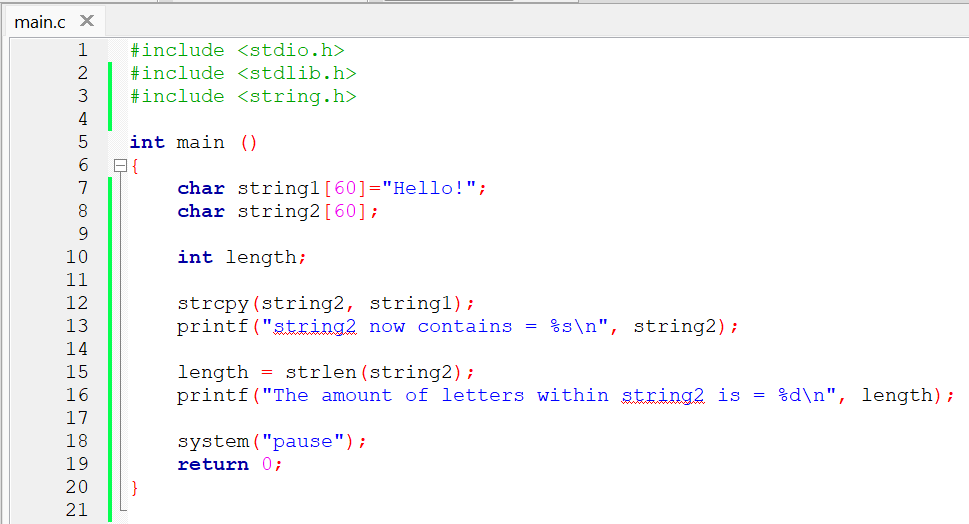 main.c ✕
1 #include <stdio.h>
2 #include <stdlib.h>
3 #include <string.h>
4
5 int main ()
6 {
7 char string1[60]="Hello!";
8 char string2[60];
9
10 int length;
11
12 strcpy(string2, string1);
13 printf("string2 now contains = %s\n", string2);
14
15 length = strlen(string2);
16 printf("The amount of letters within string2 is = %d\n", length);
17
18 system("pause");
19 return 0;
20 }
21